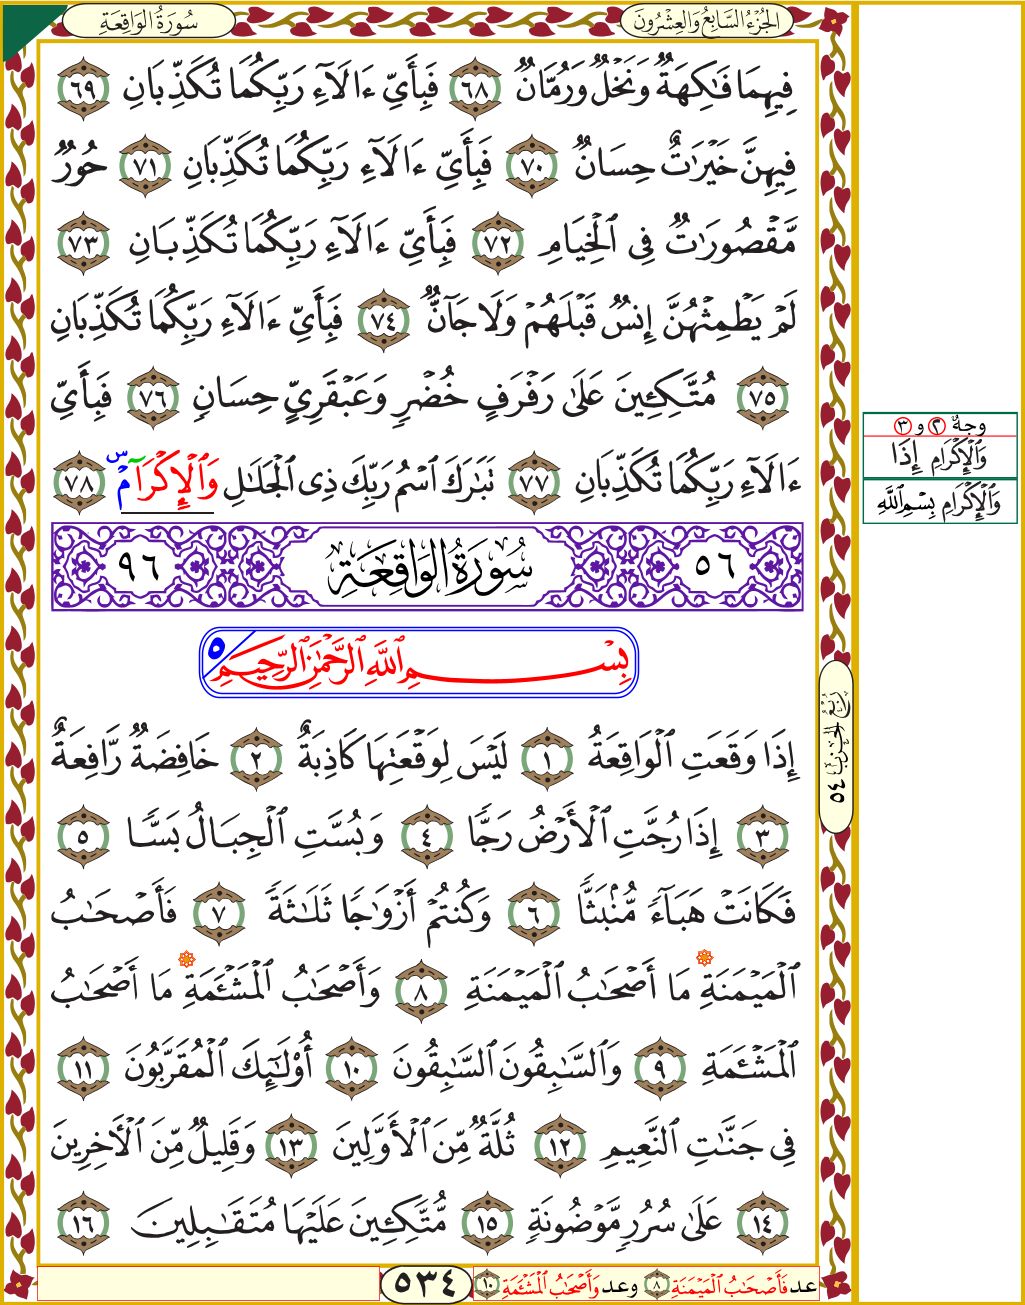 الجُزْءُ السَّابِعُ وَالعِشْرُونَ
سُورَةُ الوَاقِعَةِ
فِيهِمَا فَـٰكِهَةٌ وَنَخْلٌ وَرُمَّانٌ ٦٨ فَبِأَىِّ ءَالَآءِ رَبِّكُمَا تُكَذِّبَانِ ٦٩
فِيهِنَّ خَيْرَٰتٌ حِسَانٌ ٧٠ فَبِأَىِّ ءَالَآءِ رَبِّكُمَا تُكَذِّبَانِ ٧١ حُورٌ
مَّقْصُورَٰتٌ فِى ٱلْخِيَامِ ٧٢ فَبِأَىِّ ءَالَآءِ رَبِّكُمَا تُكَذِّبَانِ ٧٣
لَمْ يَطْمِثْهُنَّ إِنسٌ قَبْلَهُمْ وَلَا جَآنٌّ ٧٤ فَبِأَىِّ ءَالَآءِ رَبِّكُمَا تُكَذِّبَانِ
٧٥ مُتَّكِـِٔينَ عَلَىٰ رَفْرَفٍ خُضْرٍ وَعَبْقَرِىٍّ حِسَانٍ ٧٦ فَبِأَىِّ
ءَالَآءِ رَبِّكُمَا تُكَذِّبَانِ ٧٧ تَبَـٰرَكَ ٱسْمُ رَبِّكَ ذِى ٱلْجَلَـٰلِ وَٱلْإِكْرَامِ س ٧٨
٥٦ سُورَةُ الوَاقِعَةِ ٩٦
بِسْمِ ٱللَّهِ ٱلرَّحْمَـٰنِ ٱلرَّحِيمِ ٥
إِذَا وَقَعَتِ ٱلْوَاقِعَةُ ١ لَيْسَ لِوَقْعَتِهَا كَاذِبَةٌ ٢ خَافِضَةٌ رَّافِعَةٌ
٣ إِذَا رُجَّتِ ٱلْأَرْضُ رَجًّا ٤ وَبُسَّتِ ٱلْجِبَالُ بَسًّا ٥
فَكَانَتْ هَبَآءً مُّنۢبَثًّا ٦ وَكُنتُمْ أَزْوَٰجًا ثَلَـٰثَةً ٧ فَأَصْحَـٰبُ
ٱلْمَيْمَنَةِ مَا أَصْحَـٰبُ ٱلْمَيْمَنَةِ ٨ وَأَصْحَـٰبُ ٱلْمَشْـَٔمَةِ مَا أَصْحَـٰبُ
ٱلْمَشْـَٔمَةِ ٩ وَٱلسَّـٰبِقُونَ ٱلسَّـٰبِقُونَ ١٠ أُو۟لَـٰٓئِكَ ٱلْمُقَرَّبُونَ ١١
فِى جَنَّـٰتِ ٱلنَّعِيمِ ١٢ ثُلَّةٌ مِّنَ ٱلْأَوَّلِينَ ١٣ وَقَلِيلٌ مِّنَ ٱلْـَٔاخِرِينَ
١٤ عَلَىٰ سُرُرٍ مَّوْضُونَةٍ ١٥ مُّتَّكِـِٔينَ عَلَيْهَا مُتَقَـٰبِلِينَ ١٦
عد فَأَصْحَـٰبُ ٱلْمَيْمَنَةِ ٨ وعد وَأَصْحَـٰبُ ٱلْمَشْـَٔمَةِ ١٠
٥٣٤
وجهٌ ٢ و ٣
وَٱلْإِكْرَامِ إِذَا
وَٱلْإِكْرَامِ بِسْمِ ٱللَّهِ
رُبْعُ الحِزْبِ ٥٤